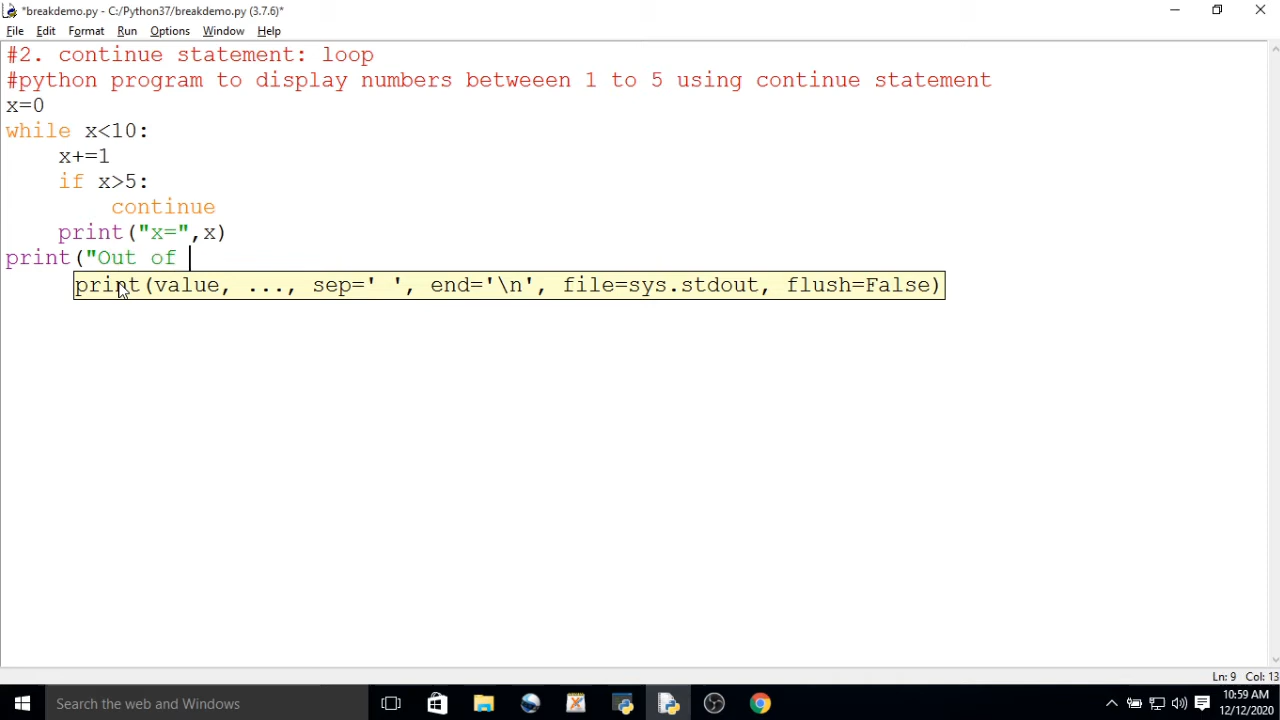 *breakdemo.py - C:/Python37/breakdemo.py (3.7.6)*
File Edit Format Run Options Window Help
#2. continue statement: loop
#python program to display numbers betweeen 1 to 5 using continue statement
x=0
while x<10:
    x+=1
    if x>5:
        continue
    print("x=",x)
print("Out of
print(value, ..., sep=' ', end='\n', file=sys.stdout, flush=False)
Ln: 9 Col: 13
Search the web and Windows
10:59 AM
12/12/2020